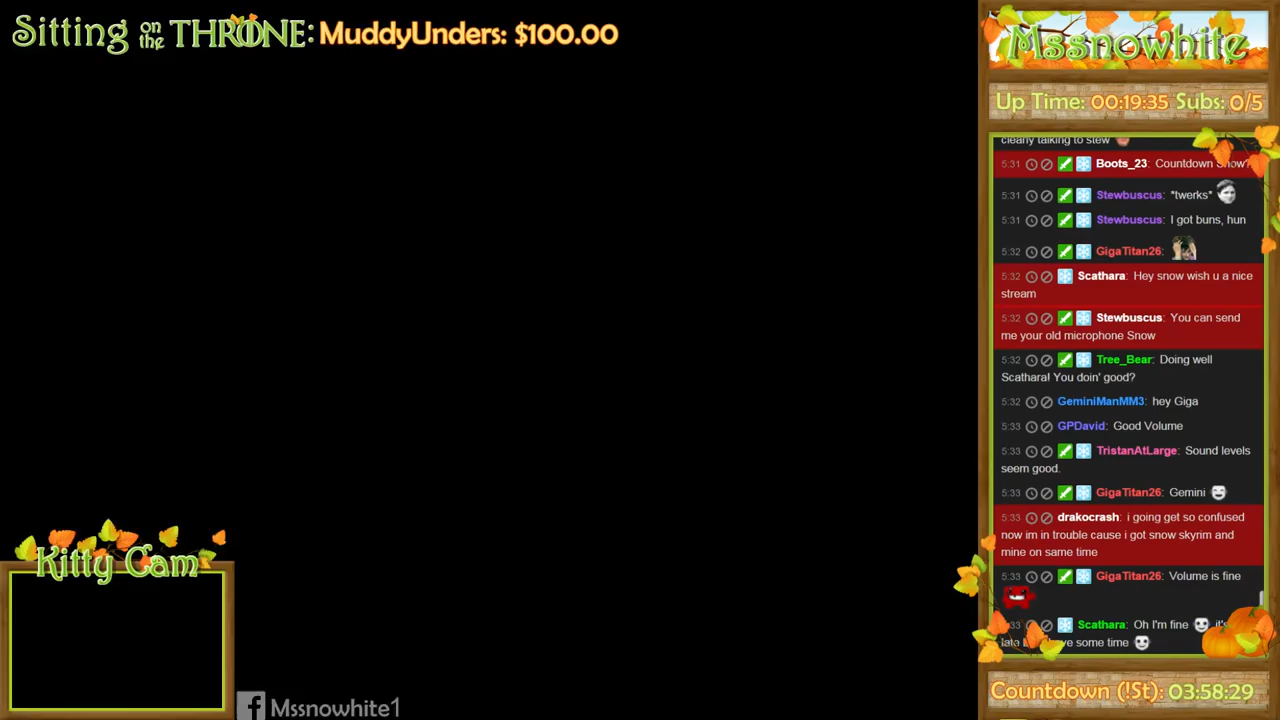 Sitting on the THRONE: MuddyUnders: $100.00
Mssnowhite
Up Time: 00:19:35 Subs: 0/5
clearly talking to stew
5:31 Boots_23: Countdown Snow?
5:31 Stewbuscus: *twerks*
5:31 Stewbuscus: I got buns, hun
5:32 GigaTitan26:
5:32 Scathara: Hey snow wish u a nice
stream
5:32 Stewbuscus: You can send
me your old microphone Snow
5:32 Tree_Bear: Doing well
Scathara! You doin' good?
5:32 GeminiManMM3: hey Giga
5:33 GPDavid: Good Volume
5:33 TristanAtLarge: Sound levels
seem good.
5:33 GigaTitan26: Gemini
5:33 drakocrash: i going get so confused
now im in trouble cause i got snow skyrim and
mine on same time
5:33 GigaTitan26: Volume is fine
:33 Scathara: Oh I'm fine it's
late have some time
Kitty Cam
Mssnowhite1
Countdown (!St): 03:58:29